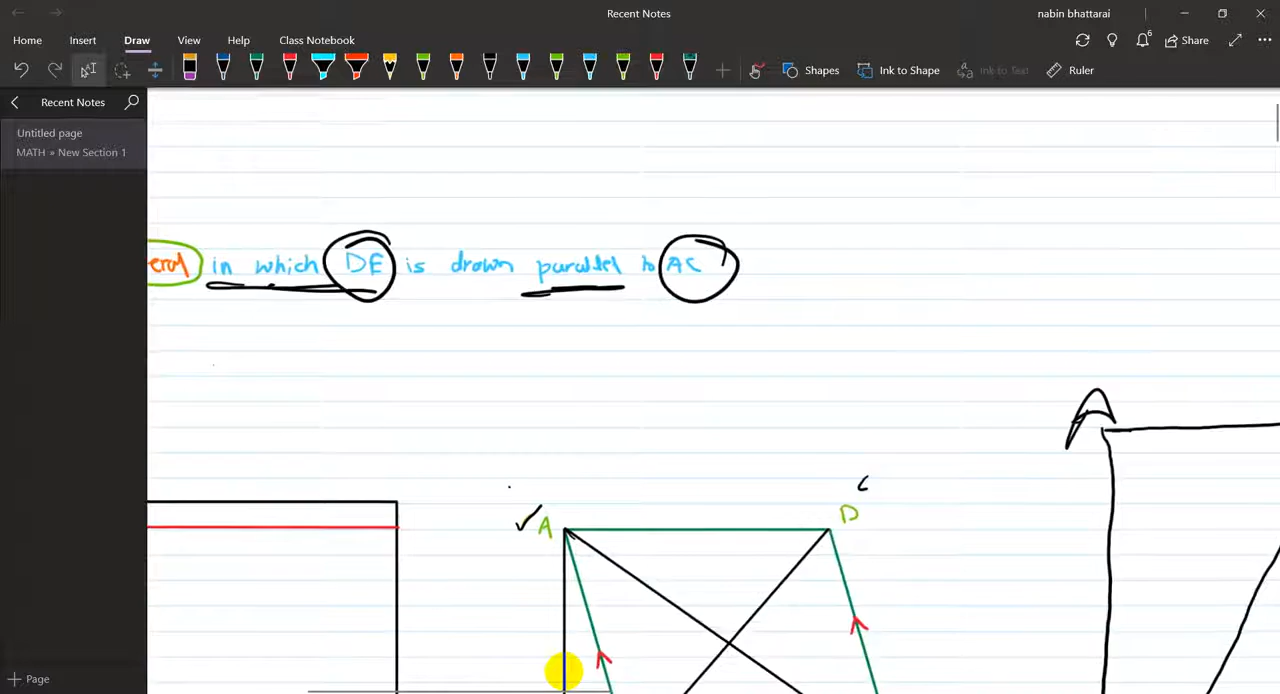 Recent Notes
nabin bhattarai
Home Insert Draw View Help Class Notebook
Share
Shapes Ink to Shape Ink to Text Ruler
Recent Notes
Untitled page
MATH » New Section 1
in which DE is drawn parallel to AC
A D
Page